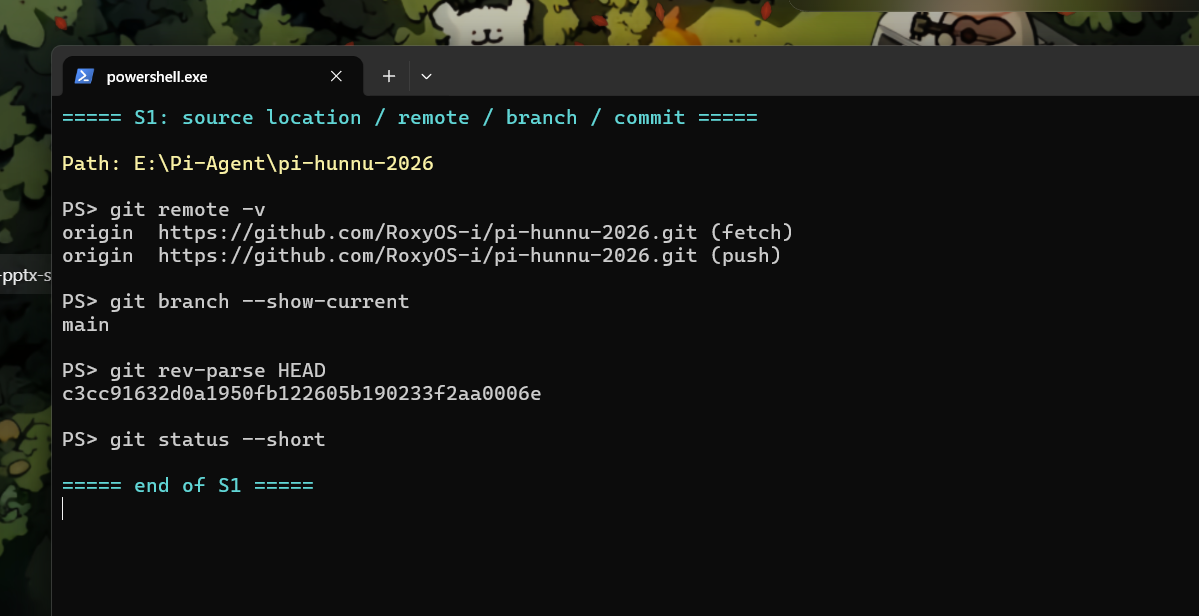 powershell.exe
===== S1: source location / remote / branch / commit =====
Path: E:\Pi-Agent\pi-hunnu-2026
PS> git remote -v
origin  https://github.com/RoxyOS-i/pi-hunnu-2026.git (fetch)
origin  https://github.com/RoxyOS-i/pi-hunnu-2026.git (push)
-pptx-s
PS> git branch --show-current
main
PS> git rev-parse HEAD
c3cc91632d0a1950fb122605b190233f2aa0006e
PS> git status --short
===== end of S1 =====